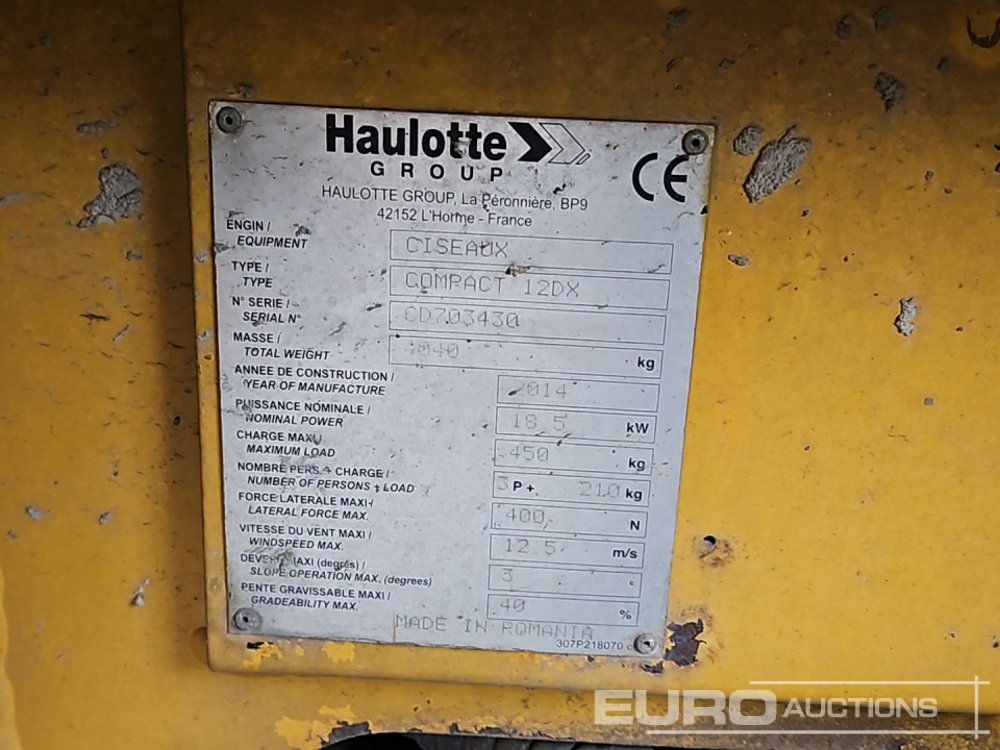 Haulotte
GROUP
CE
HAULOTTE GROUP, La Péronnière, BP9
42152 L'Horme - France
ENGIN /
EQUIPMENT CISEAUX
TYPE /
TYPE COMPACT 12DX
N° SERIE /
SERIAL N° CD703430
MASSE /
TOTAL WEIGHT 4040 kg
ANNEE DE CONSTRUCTION /
YEAR OF MANUFACTURE 2014
PUISSANCE NOMINALE /
NOMINAL POWER 18.5 kW
CHARGE MAXI /
MAXIMUM LOAD 450 kg
NOMBRE PERS. + CHARGE /
NUMBER OF PERSONS + LOAD 3 P + 210 kg
FORCE LATERALE MAXI /
LATERAL FORCE MAX. 400 N
VITESSE DU VENT MAXI /
WINDSPEED MAX. 12.5 m/s
DEVERS MAXI (degrés) /
SLOPE OPERATION MAX. (degrees) 3 °
PENTE GRAVISSABLE MAXI /
GRADEABILITY MAX. 40 %
MADE IN ROMANIA
307P218070 c
EURO AUCTIONS